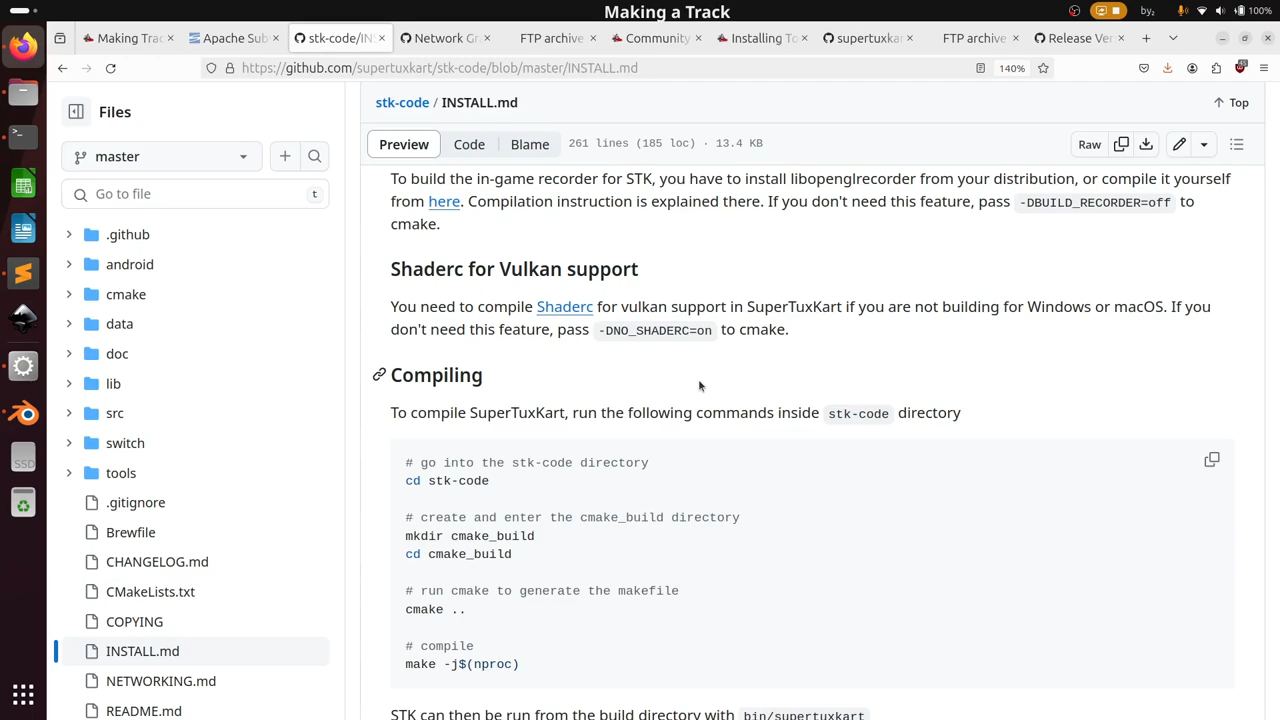 Making a Track
by₂
100%
Making Trac
Apache Sub
stk-code/INS
Network Gr
FTP archive
Community
Installing To
supertuxkar
FTP archive
Release Ver
https://github.com/supertuxkart/stk-code/blob/master/INSTALL.md
140%
Files
master
Go to file
t
.github
android
cmake
data
doc
lib
src
switch
tools
.gitignore
Brewfile
CHANGELOG.md
CMakeLists.txt
COPYING
INSTALL.md
NETWORKING.md
README.md
SSD
stk-code / INSTALL.md
Top
Preview
Code
Blame
261 lines (185 loc) · 13.4 KB
Raw
To build the in-game recorder for STK, you have to install libopenglrecorder from your distribution, or compile it yourself
from here. Compilation instruction is explained there. If you don't need this feature, pass -DBUILD_RECORDER=off to
cmake.
Shaderc for Vulkan support
You need to compile Shaderc for vulkan support in SuperTuxKart if you are not building for Windows or macOS. If you
don't need this feature, pass -DNO_SHADERC=on to cmake.
Compiling
To compile SuperTuxKart, run the following commands inside stk-code directory
# go into the stk-code directory
cd stk-code
# create and enter the cmake_build directory
mkdir cmake_build
cd cmake_build
# run cmake to generate the makefile
cmake ..
# compile
make -j$(nproc)
STK can then be run from the build directory with bin/supertuxkart